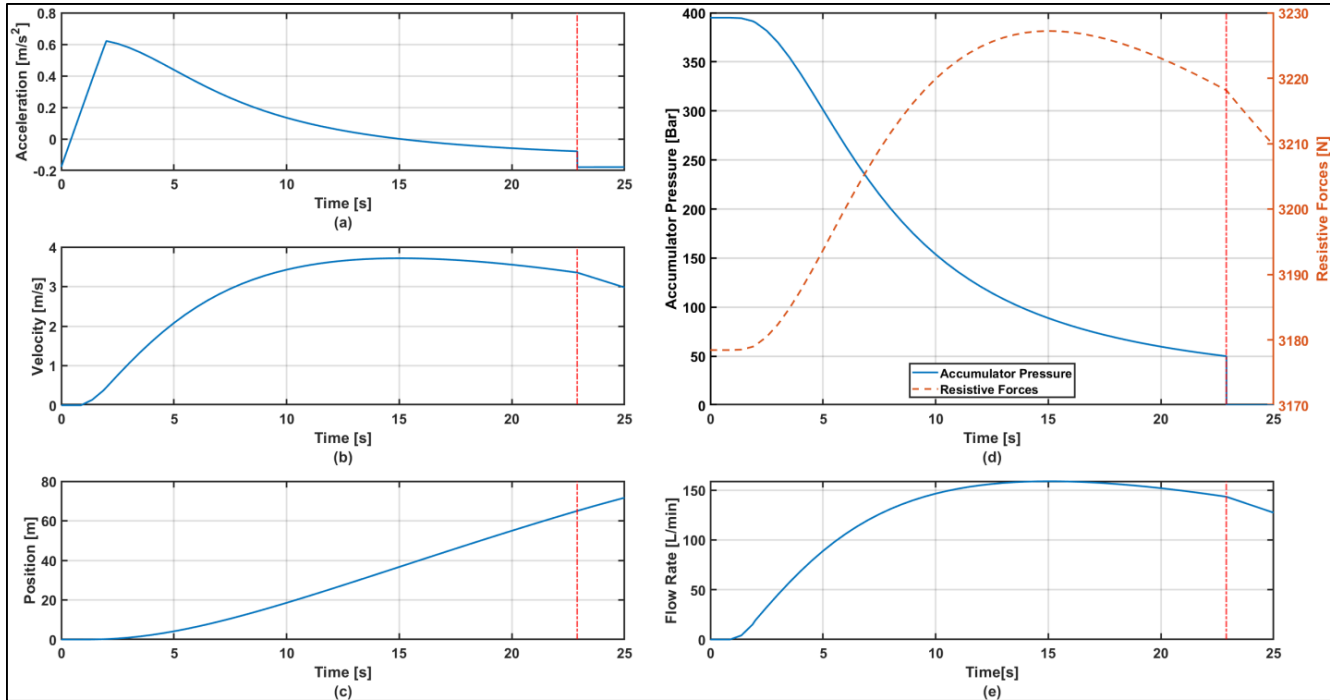 Acceleration [m/s²]
0.8
0.6
0.4
0.2
0
-0.2
0 5 10 15 20 25
Time [s]
(a)
Velocity [m/s]
4
3
2
1
0
0 5 10 15 20 25
Time [s]
(b)
Position [m]
80
60
40
20
0
0 5 10 15 20 25
Time [s]
(c)
Accumulator Pressure [Bar]
400
350
300
250
200
150
100
50
0
Accumulator Pressure
Resistive Forces
0 5 10 15 20 25
Time [s]
(d)
3230
3220
3210
3200
3190
3180
3170
Resistive Forces [N]
Flow Rate [L/min]
150
100
50
0
0 5 10 15 20 25
Time[s]
(e)